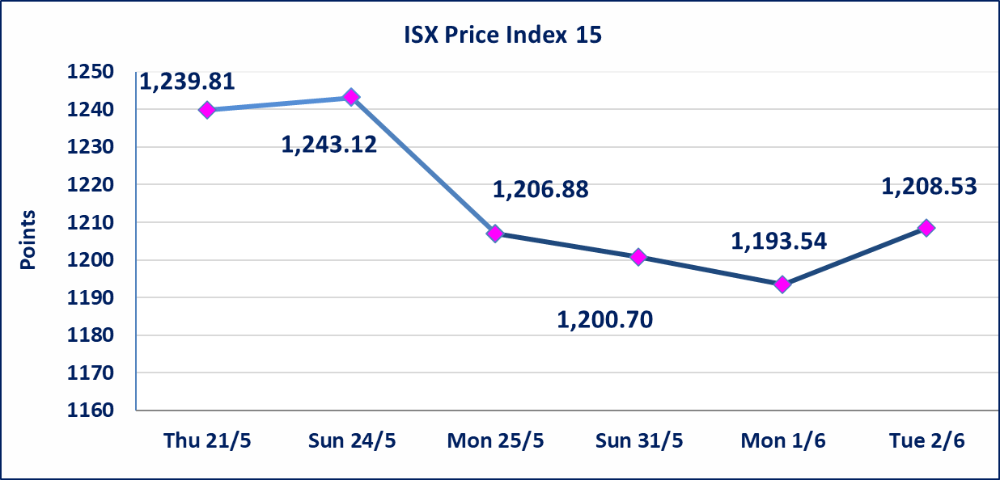 ISX Price Index 15
Points
1250
1240
1230
1220
1210
1200
1190
1180
1170
1160
1,239.81
1,243.12
1,206.88
1,200.70
1,193.54
1,208.53
Thu 21/5
Sun 24/5
Mon 25/5
Sun 31/5
Mon 1/6
Tue 2/6